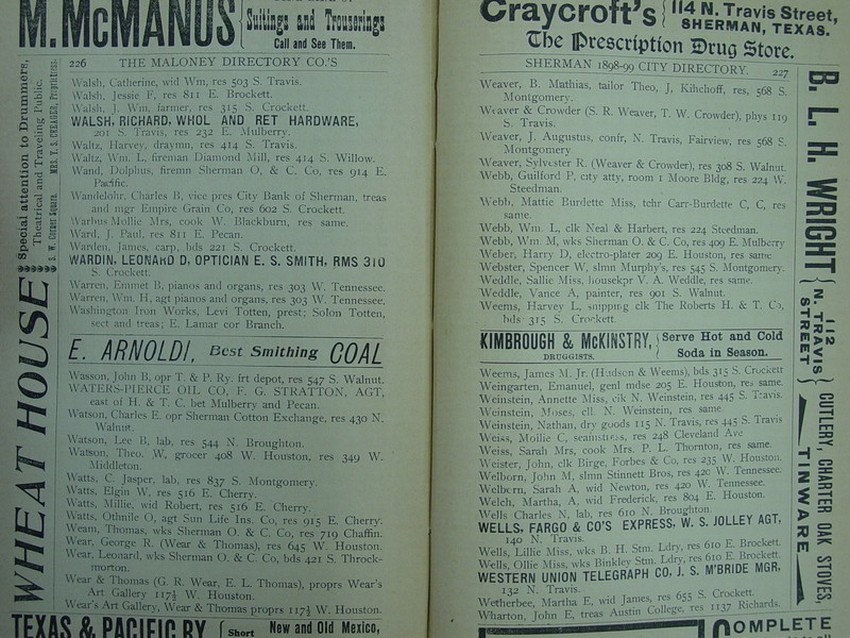 M. McMANUS
Suitings and Trouserings
Call and See Them.
226 THE MALONEY DIRECTORY CO.'S
Walsh, Catherine, wid Wm, res 503 S. Travis.
Walsh, Jessie F, res 811 E. Brockett.
Walsh, J. Wm, farmer, res 315 S. Crockett.
WALSH, RICHARD, WHOL AND RET HARDWARE,
201 S. Travis, res 232 E. Mulberry.
Waltz, Harvey, draymn, res 414 S. Travis.
Waltz, Wm. L, fireman Diamond Mill, res 414 S. Willow.
Wand, Dolphus, firemn Sherman O, & C. Co, res 914 E.
Pacific.
Wandelohr, Charles B, vice pres City Bank of Sherman, treas
and mgr Empire Grain Co, res 602 S. Crockett.
Warbus Mollie Mrs, cook W. Blackburn, res same.
Ward, J. Paul, res 811 E. Pecan.
Warden, James, carp, bds 221 S. Crockett.
WARDIN, LEONARD D, OPTICIAN E. S. SMITH, RMS 310
S. Crockett.
Warren, Emmet B, pianos and organs, res 303 W. Tennessee.
Warren, Wm. H, agt pianos and organs, res 303 W. Tennessee.
Washington Iron Works, Levi Totten, prest; Solon Totten,
sect and treas; E. Lamar cor Branch.
E. ARNOLDI, Best Smithing COAL
Wasson, John B, opr T. & P. Ry. frt depot, res 547 S. Walnut.
WATERS-PIERCE OIL CO, F. G. STRATTON, AGT,
east of H. & T. C. bet Mulberry and Pecan.
Watson, Charles E. opr Sherman Cotton Exchange, res 430 N.
Walnut.
Watson, Lee B, lab, res 544 N. Broughton.
Watson, Theo. W, grocer 408 W. Houston, res 349 W.
Middleton.
Watts, C. Jasper, lab, res 837 S. Montgomery.
Watts, Elgin W, res 516 E. Cherry.
Watts, Millie, wid Robert, res 516 E. Cherry.
Watts, Othnile O, agt Sun Life Ins. Co, res 915 E. Cherry.
Weam, Thomas, wks Sherman O. & C. Co, res 719 Chaffin.
Wear, George R. (Wear & Thomas), res 645 W. Houston.
Wear, Leonard, wks Sherman O. & C. Co, bds 421 S. Throck-
morton.
Wear & Thomas (G. R. Wear, E. L. Thomas), proprs Wear's
Art Gallery 117½ W. Houston.
Wear's Art Gallery, Wear & Thomas proprs 117½ W. Houston.
TEXAS & PACIFIC RY
Short
New and Old Mexico,
WHEAT HOUSE
Special attention to Drummers,
Theatrical and Traveling Public.
S. W. Corner Square.
MRS. T. S. CREAGER, Proprietress.
Craycroft's
114 N. Travis Street,
SHERMAN, TEXAS.
The Prescription Drug Store.
SHERMAN 1898-99 CITY DIRECTORY. 227
Weaver, B. Mathias, tailor Theo, J, Kihchoff, res, 568 S.
Montgomery.
Weaver & Crowder (S. R. Weaver, T. W. Crowder), phys 119
S. Travis.
Weaver, J. Augustus, confr, N. Travis, Fairview, res 568 S.
Montgomery.
Weaver, Sylvester R. (Weaver & Crowder), res 308 S. Walnut.
Webb, Guilford P, city atty, room 1 Moore Bldg, res 224 W.
Steedman.
Webb, Mattie Burdette Miss, tchr Carr-Burdette C, C, res
same.
Webb, Wm. L, clk Neal & Harbert, res 224 Steedman.
Webb, Wm. M, wks Sherman O. & C. Co, res 409 E. Mulberry
Weber, Harry D, electro-plater 209 E. Houston, res same
Webster, Spencer W, slmn Murphy's, res 545 S. Montgomery.
Weddle, Sallie Miss, housekpr V. A. Weddle, res same.
Weddle, Vance A, painter, res 901 S. Walnut.
Weems, Harvey L, shipping clk The Roberts H. & T. Co,
bds 315 S. Crockett.
KIMBROUGH & McKINSTRY,
DRUGGISTS.
Serve Hot and Cold
Soda in Season.
Weems, James M. Jr. (Hudson & Weems), bds 315 S. Crockett
Weingarten, Emanuel, genl mdse 205 E. Houston, res same.
Weinstein, Annette Miss, clk N. Weinstein, res 445 S. Travis.
Weinstein, Moses, clk N. Weinstein, res same
Weinstein, Nathan, dry goods 115 N. Travis, res 445 S. Travis
Weiss, Mollie C, seamstress, res 248 Cleveland Ave
Weiss, Sarah Mrs, cook Mrs. P. L. Thornton, res same.
Weister, John, clk Birge, Forbes & Co, res 235 W. Houston.
Welborn, John M, slmn Stinnett Bros, res 420 W. Tennessee.
Welborn, Sarah A, wid Newton, res 420 W. Tennessee.
Welch, Martha, A, wid Frederick, res 804 E. Houston.
Wells Charles N, lab, res 610 N. Broughton.
WELLS, FARGO & CO'S EXPRESS, W. S. JOLLEY AGT,
140 N. Travis.
Wells, Lillie Miss, wks B. H. Stm. Ldry, res 610 E. Brockett.
Wells, Ollie Miss, wks Binkley Stm. Ldry, res 610 E. Brockett.
WESTERN UNION TELEGRAPH CO, J. S. M'BRIDE MGR,
132 N. Travis.
Wetherbee, Martha E, wid James, res 655 S. Crockett.
Wharton, John E, treas Austin College, res 1137 Richards.
COMPLETE
B. L. H. WRIGHT
112
N. TRAVIS
STREET
CUTLERY, CHARTER OAK STOVES,
TINWARE